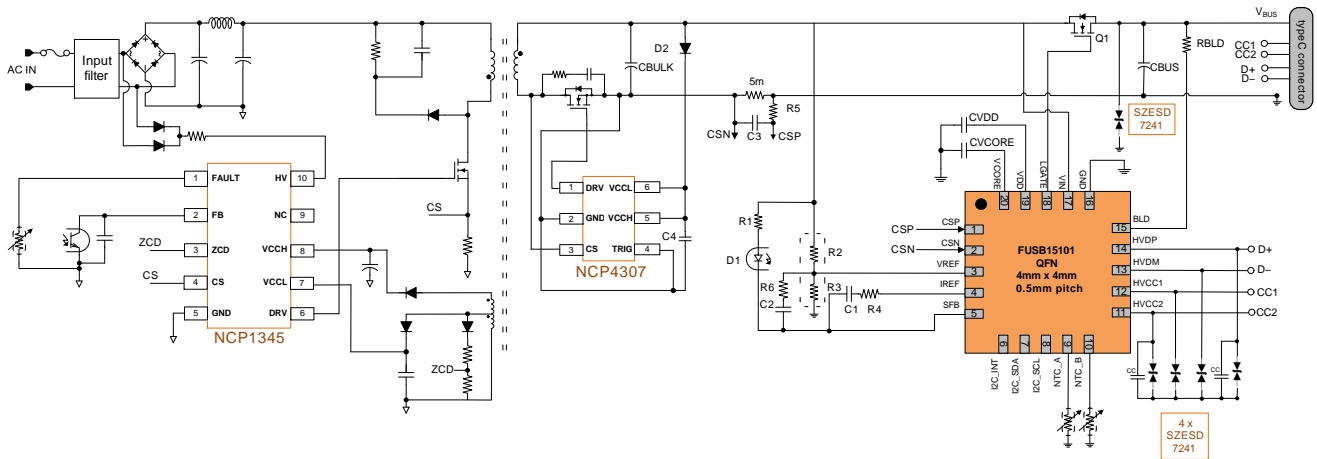 AC IN
Input
filter
D2
CBULK
Q1
VBUS
RBLD
CBUS
typeC connector
CC1
CC2
D+
D−
5m
R5
CSN
C3
CSP
SZESD
7241
CVDD
CVCORE
1 FAULT HV 10
2 FB NC 9
3 ZCD VCCH 8
4 CS VCCL 7
5 GND DRV 6
NCP1345
ZCD
CS
CS
ZCD
1 DRV VCCL 6
2 GND VCCH 5
3 CS TRIG 4
NCP4307
C4
R1
D1
R2
R3
R6
C2
C1
R4
VCORE
VDD
LGATE
VIN
GND
20
19
18
17
16
CSP
CSN
CSP
CSN
VREF
IREF
SFB
1
2
3
4
5
FUSB15101
QFN
4mm x 4mm
0.5mm pitch
15
14
13
12
11
BLD
HVDP
HVDM
HVCC1
HVCC2
D+
D−
CC1
CC2
6
7
8
9
10
I2C_INT
I2C_SDA
I2C_SCL
NTC_A
NTC_B
CC
CC
4 x
SZESD
7241